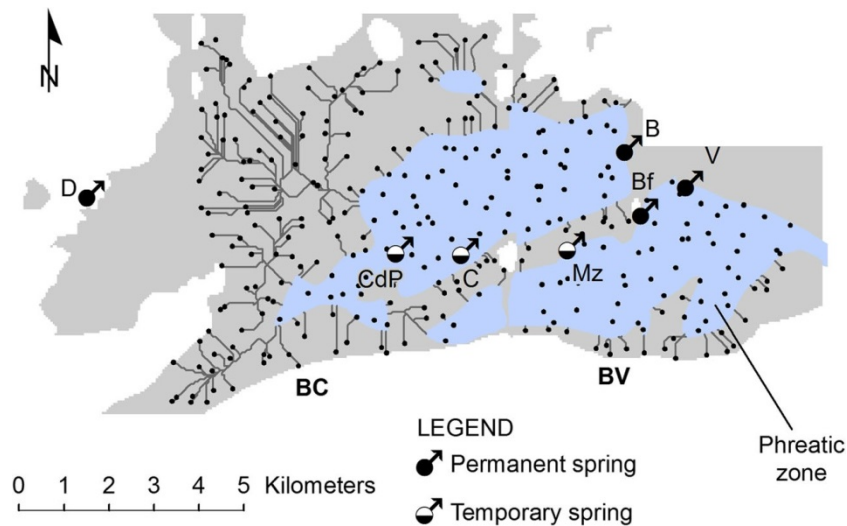 N
B
V
D
Bf
CdP
C
Mz
BC
BV
LEGEND
Permanent spring
Phreatic
zone
0 1 2 3 4 5 Kilometers
Temporary spring